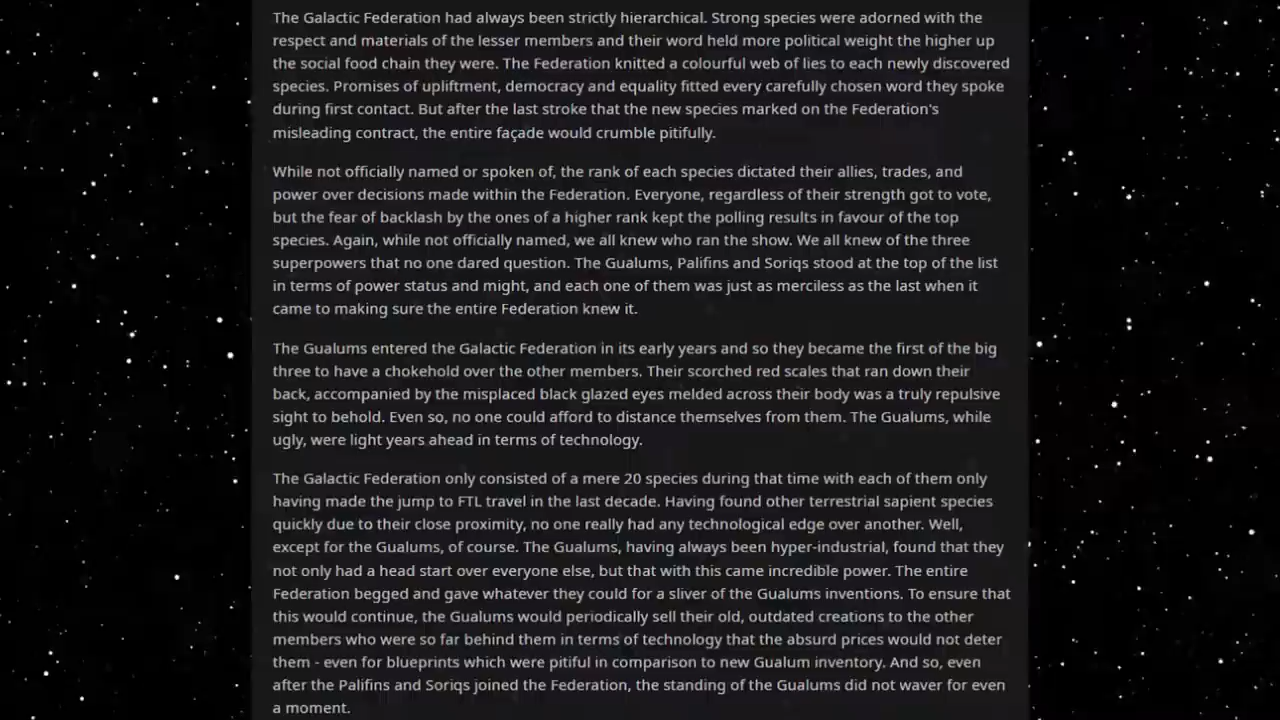 The Galactic Federation had always been strictly hierarchical. Strong species were adorned with the
respect and materials of the lesser members and their word held more political weight the higher up
the social food chain they were. The Federation knitted a colourful web of lies to each newly discovered
species. Promises of upliftment, democracy and equality fitted every carefully chosen word they spoke
during first contact. But after the last stroke that the new species marked on the Federation's
misleading contract, the entire façade would crumble pitifully.
While not officially named or spoken of, the rank of each species dictated their allies, trades, and
power over decisions made within the Federation. Everyone, regardless of their strength got to vote,
but the fear of backlash by the ones of a higher rank kept the polling results in favour of the top
species. Again, while not officially named, we all knew who ran the show. We all knew of the three
superpowers that no one dared question. The Gualums, Palifins and Soriqs stood at the top of the list
in terms of power status and might, and each one of them was just as merciless as the last when it
came to making sure the entire Federation knew it.
The Gualums entered the Galactic Federation in its early years and so they became the first of the big
three to have a chokehold over the other members. Their scorched red scales that ran down their
back, accompanied by the misplaced black glazed eyes melded across their body was a truly repulsive
sight to behold. Even so, no one could afford to distance themselves from them. The Gualums, while
ugly, were light years ahead in terms of technology.
The Galactic Federation only consisted of a mere 20 species during that time with each of them only
having made the jump to FTL travel in the last decade. Having found other terrestrial sapient species
quickly due to their close proximity, no one really had any technological edge over another. Well,
except for the Gualums, of course. The Gualums, having always been hyper-industrial, found that they
not only had a head start over everyone else, but that with this came incredible power. The entire
Federation begged and gave whatever they could for a sliver of the Gualums inventions. To ensure that
this would continue, the Gualums would periodically sell their old, outdated creations to the other
members who were so far behind them in terms of technology that the absurd prices would not deter
them - even for blueprints which were pitiful in comparison to new Gualum inventory. And so, even
after the Palifins and Soriqs joined the Federation, the standing of the Gualums did not waver for even
a moment.